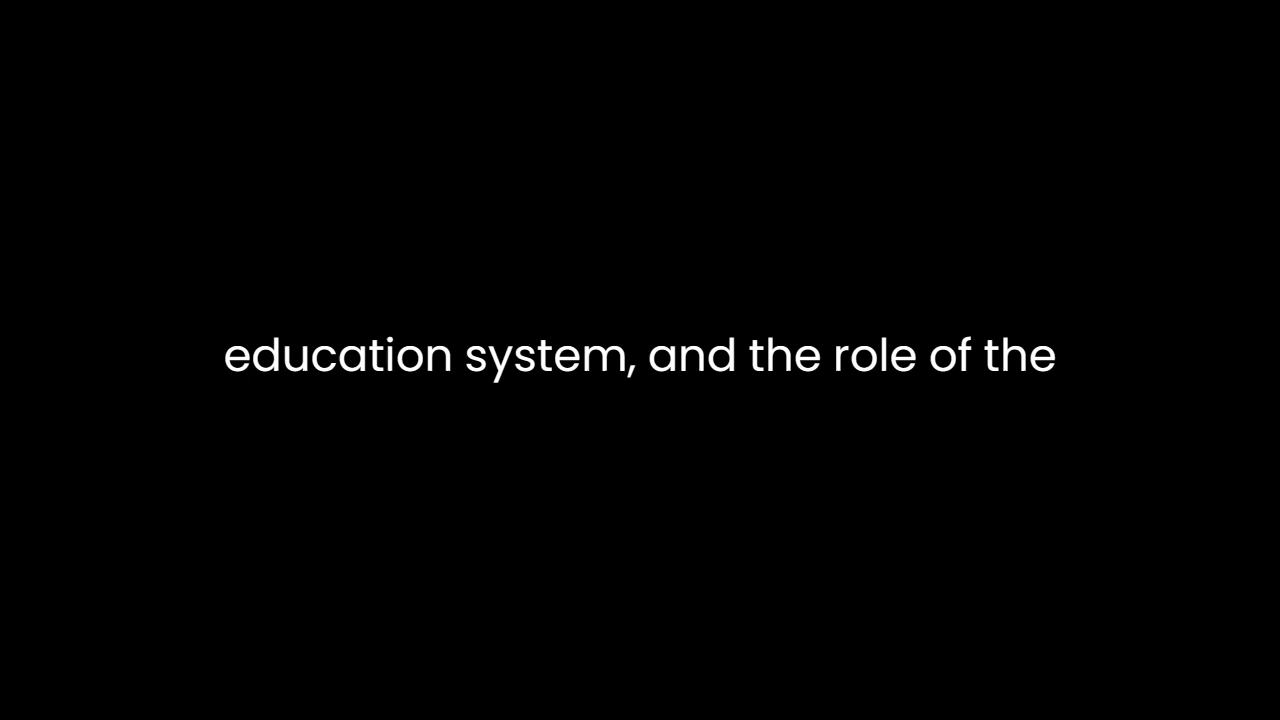 education system, and the role of the